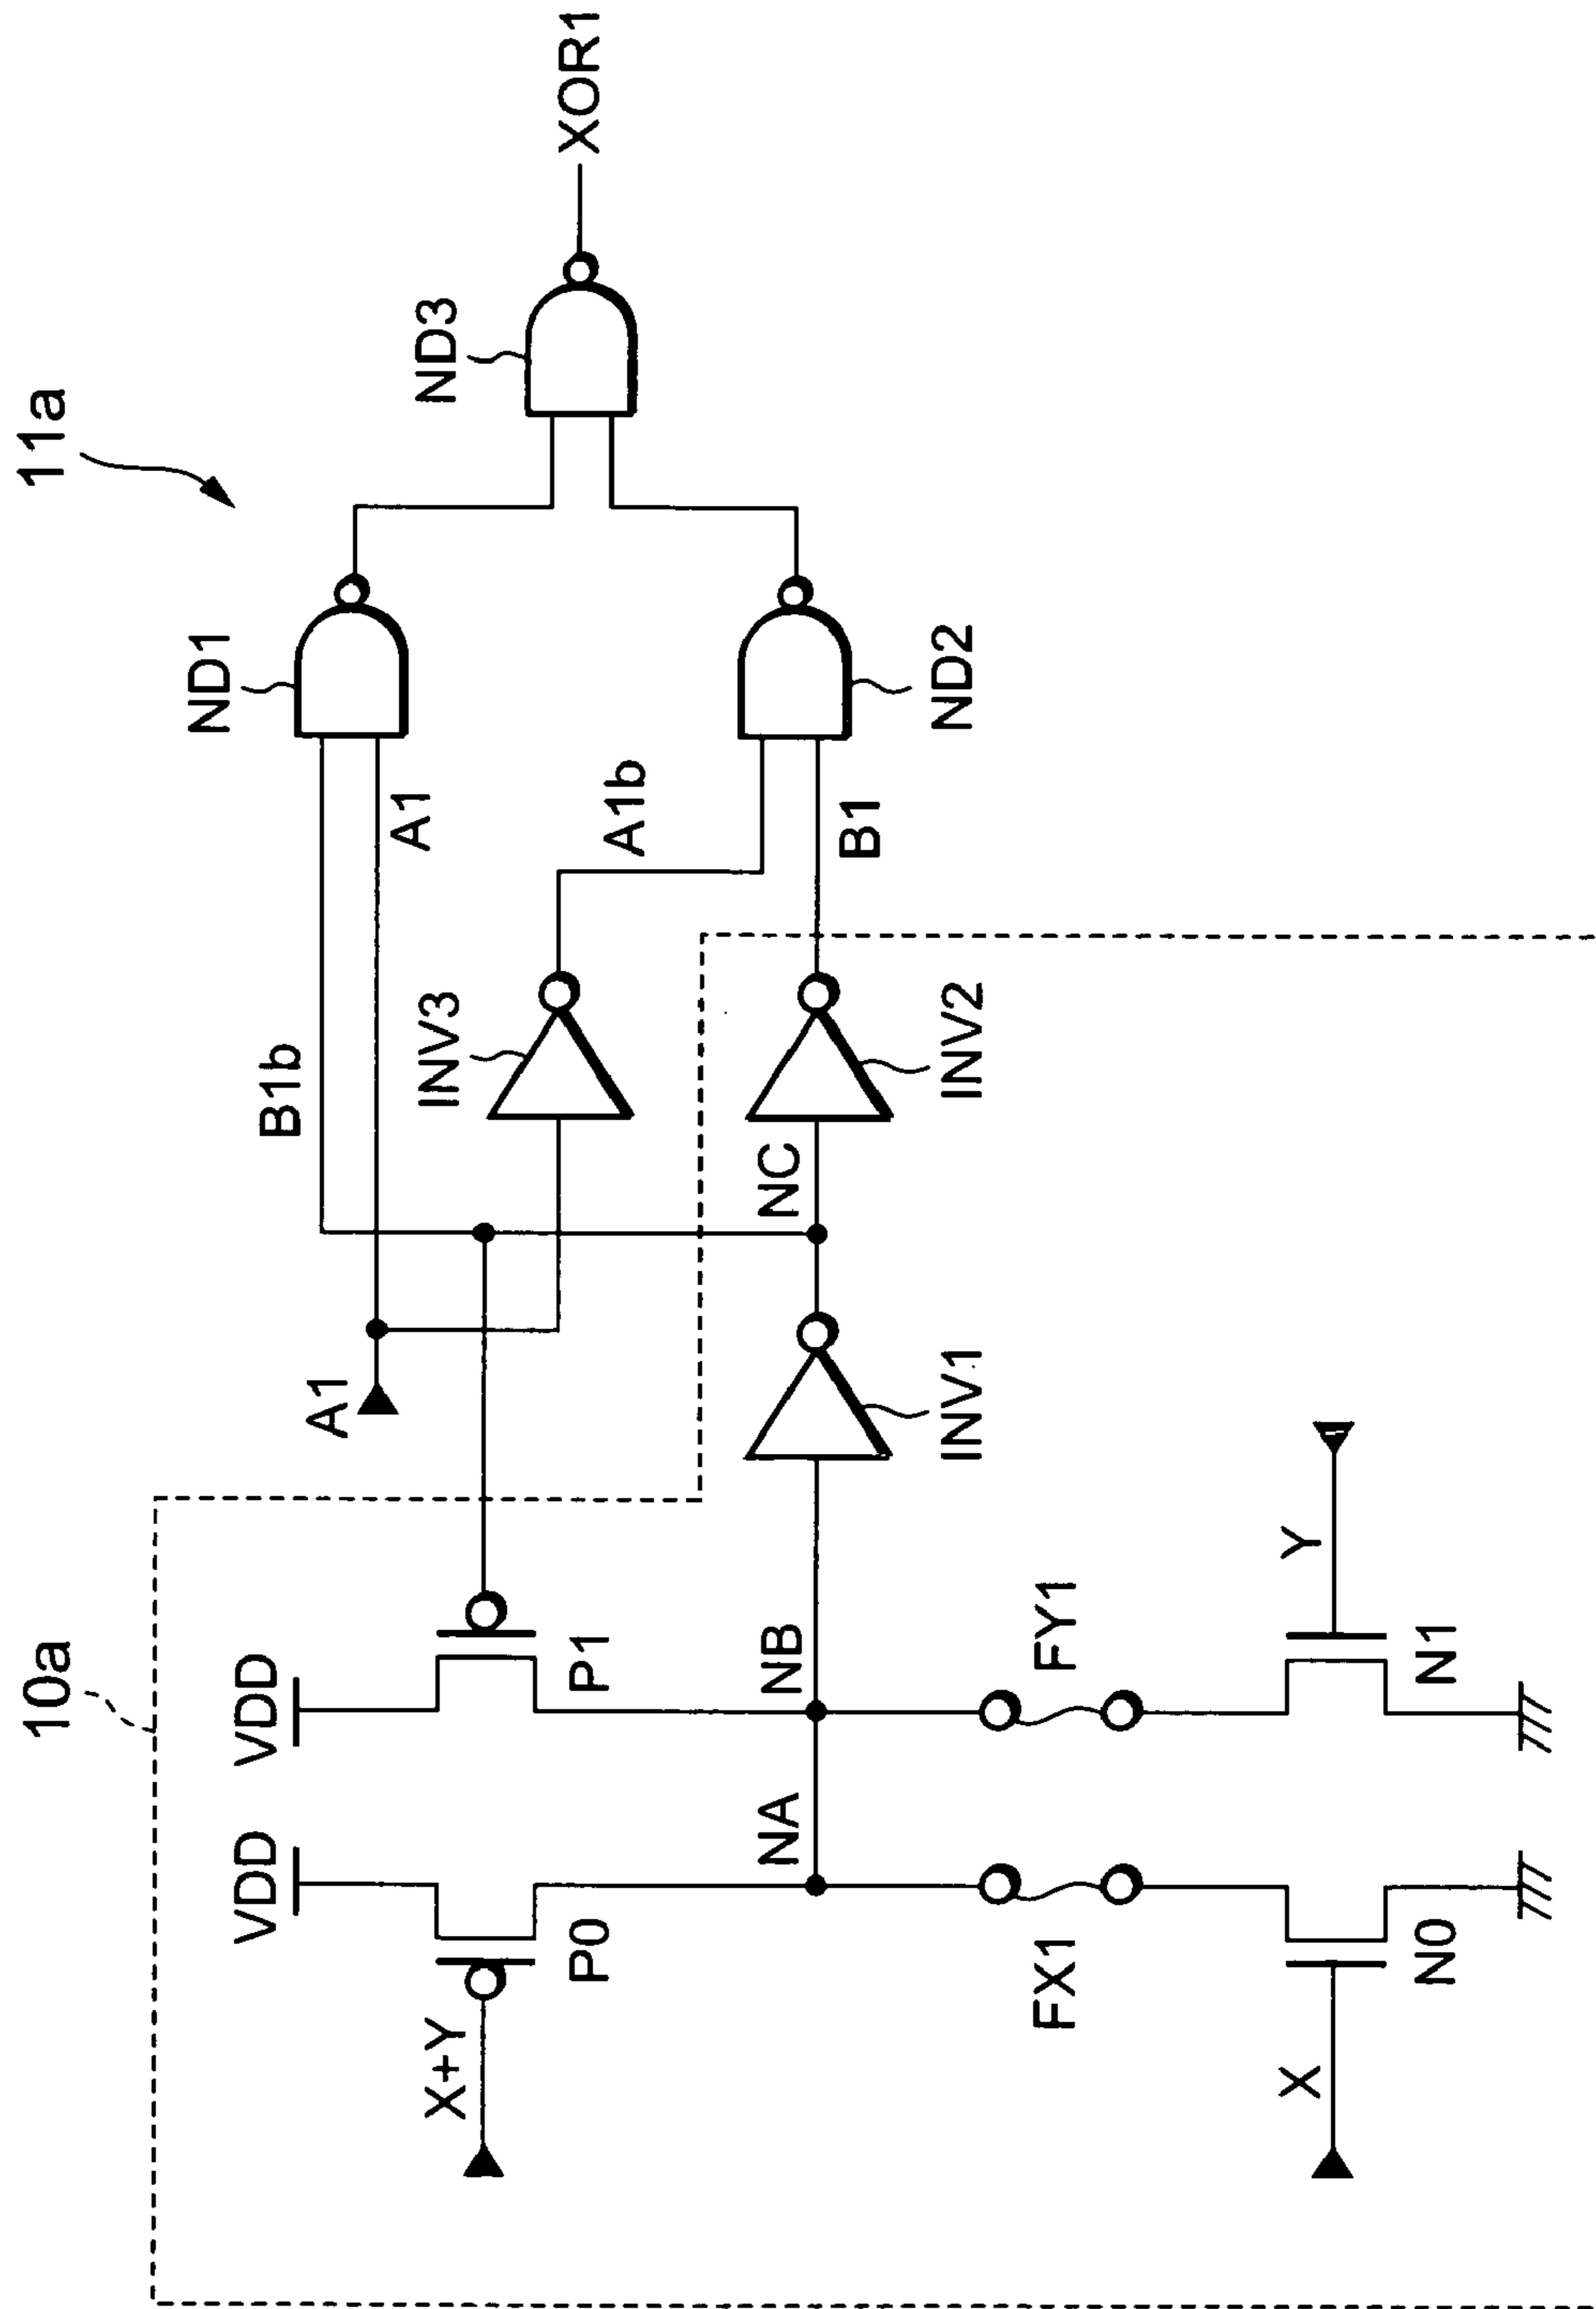 10a
11a
VDD
VDD
X+Y
P0
P1
NA
NB
FX1
FY1
X
N0
N1
Y
A1
B1b
A1
INV3
A1b
NC
INV1
INV2
B1
ND1
ND2
ND3
XOR1